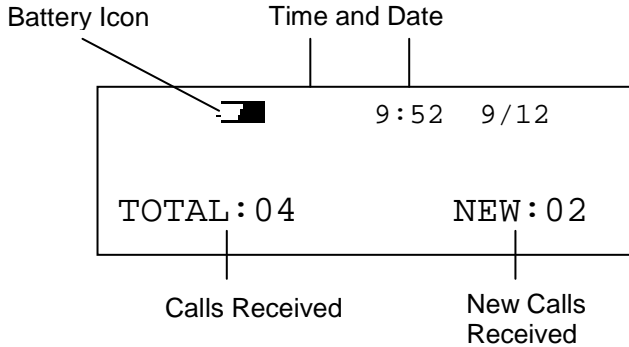 Battery Icon
Time and Date
9:52 9/12
TOTAL:04
NEW:02
Calls Received
New Calls
Received